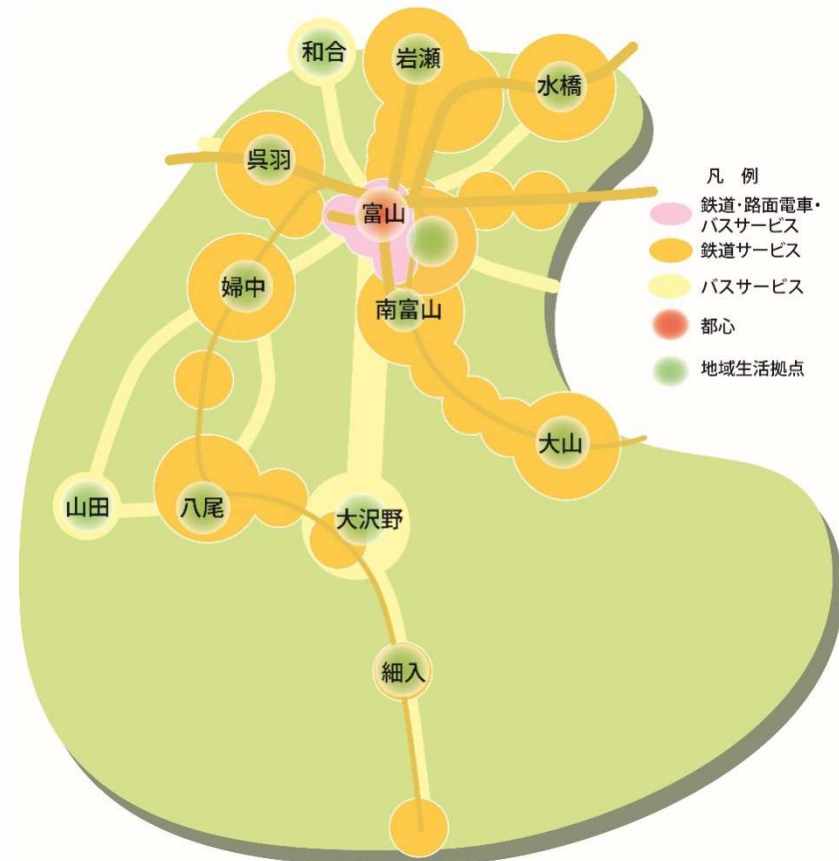 和合
岩瀬
水橋
呉羽
富山
婦中
南富山
大山
山田
八尾
大沢野
細入
凡 例
鉄道・路面電車・
バスサービス
鉄道サービス
バスサービス
都心
地域生活拠点